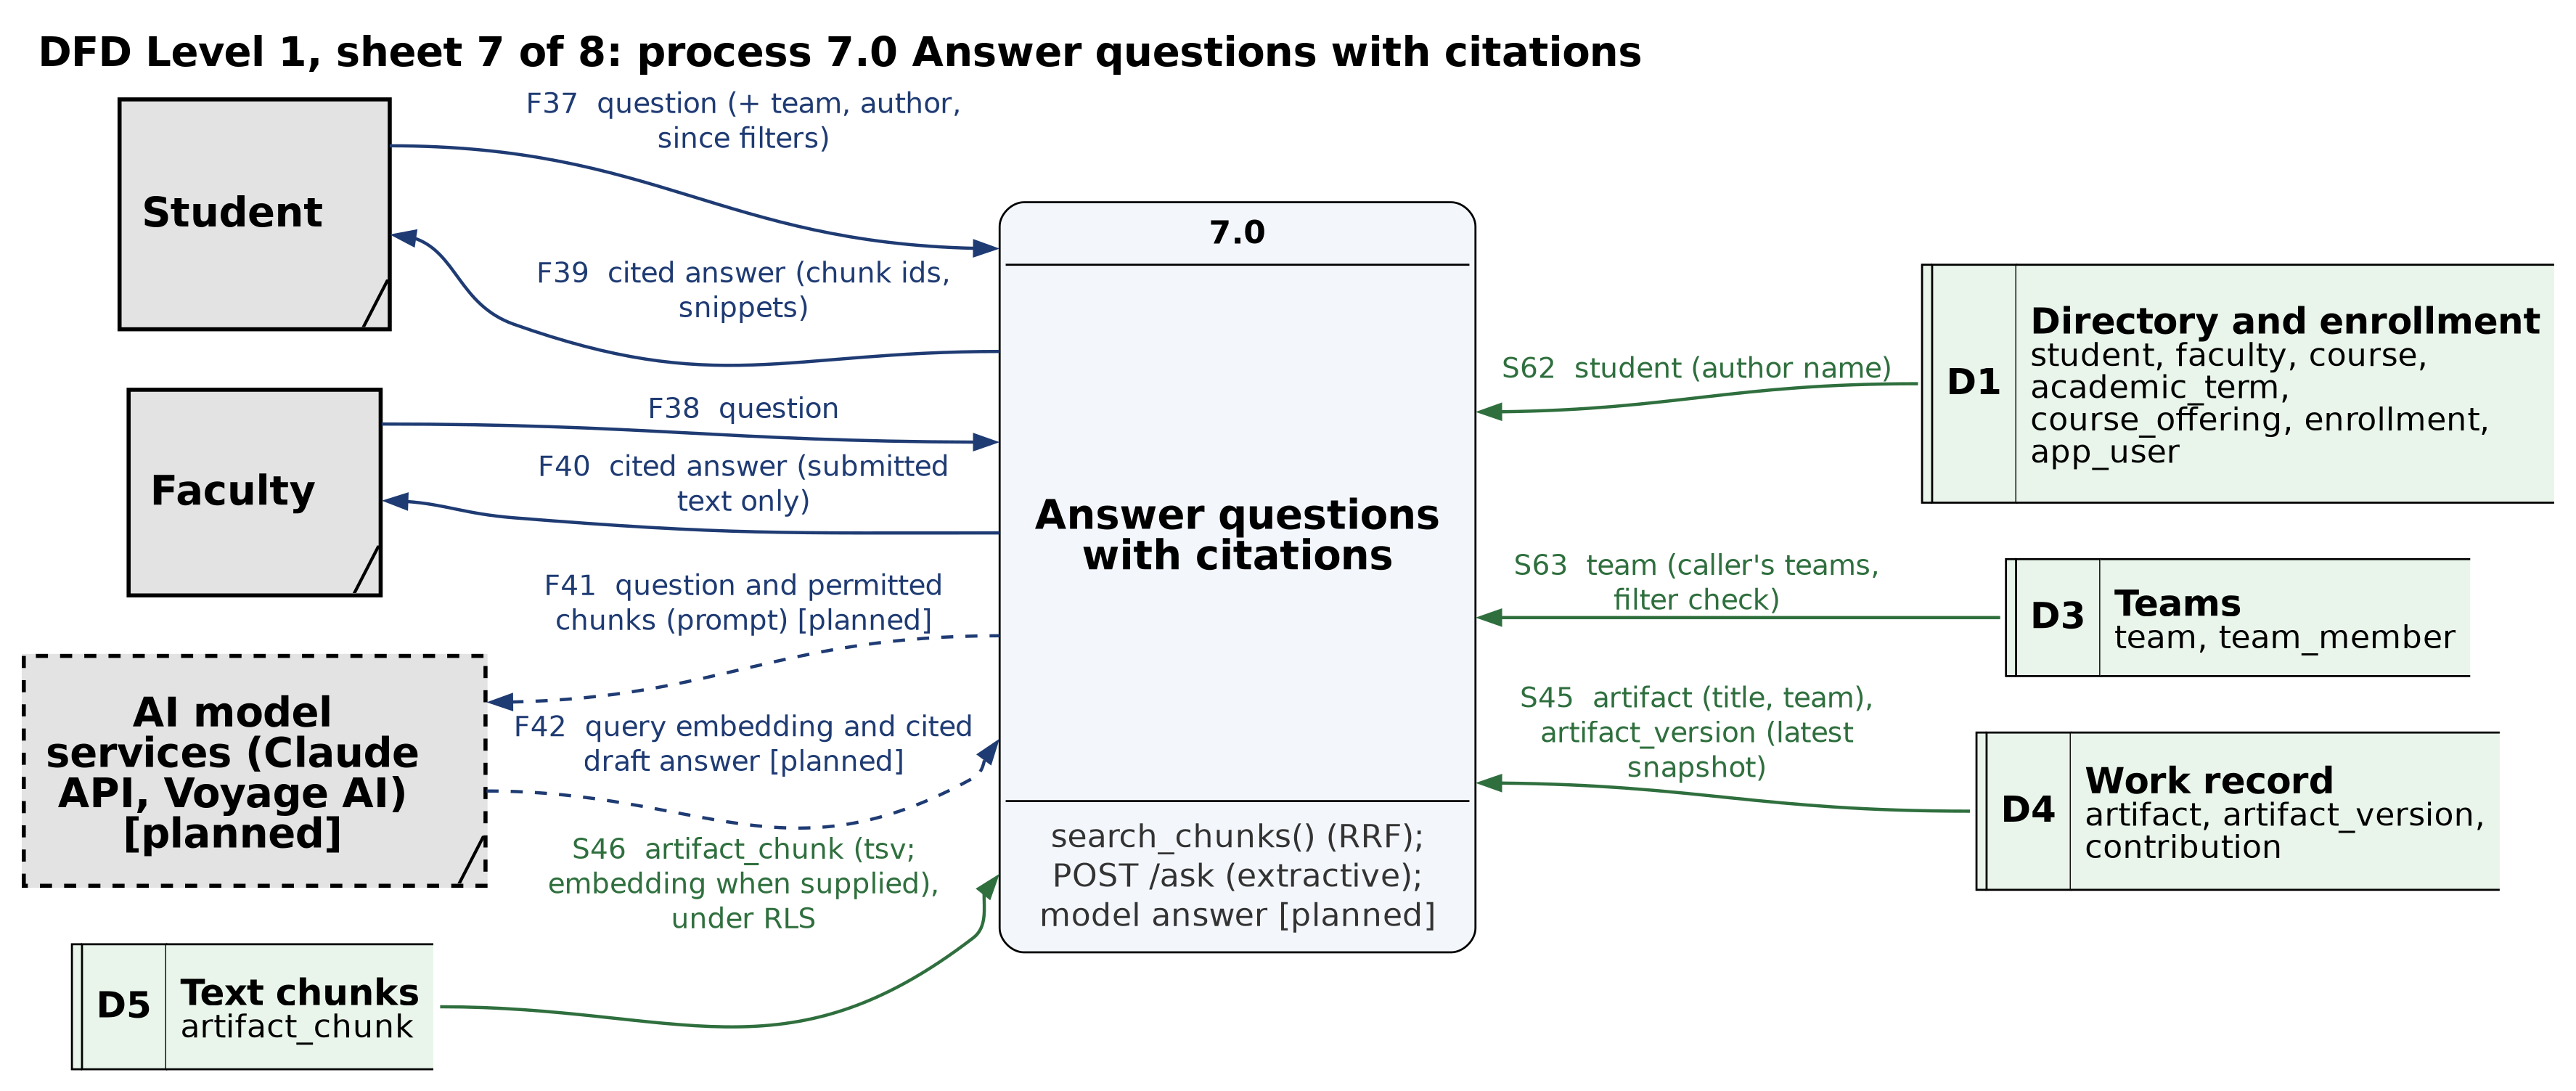 DFD Level 1, sheet 7 of 8: process 7.0 Answer questions with citations
Student
F37 question (+ team, author,
since filters)
F39 cited answer (chunk ids,
snippets)
Faculty
F38 question
F40 cited answer (submitted
text only)
AI model
services (Claude
API, Voyage AI)
[planned]
F41 question and permitted
chunks (prompt) [planned]
F42 query embedding and cited
draft answer [planned]
S46 artifact_chunk (tsv;
embedding when supplied),
under RLS
D5
Text chunks
artifact_chunk
7.0
Answer questions
with citations
search_chunks() (RRF);
POST /ask (extractive);
model answer [planned]
S62 student (author name)
D1
Directory and enrollment
student, faculty, course,
academic_term,
course_offering, enrollment,
app_user
S63 team (caller's teams,
filter check)
D3
Teams
team, team_member
S45 artifact (title, team),
artifact_version (latest
snapshot)
D4
Work record
artifact, artifact_version,
contribution